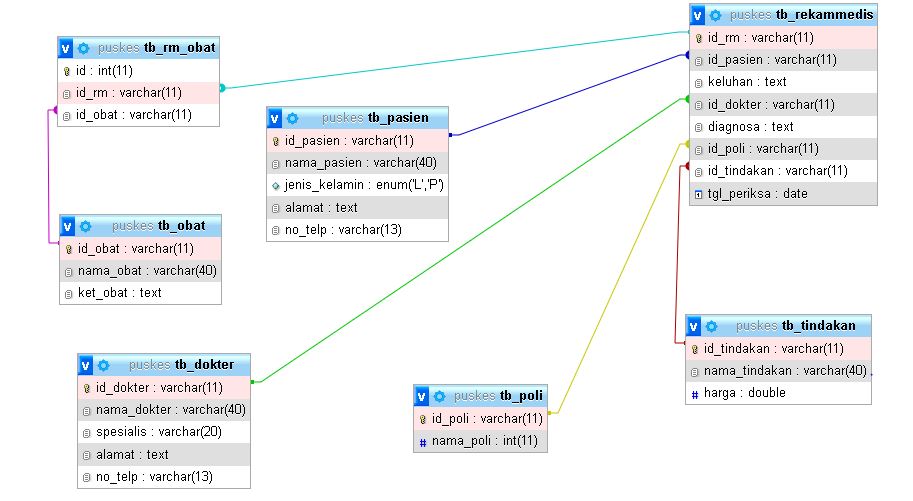 puskes tb_rm_obat
id : int(11)
id_rm : varchar(11)
id_obat : varchar(11)
puskes tb_rekammedis
id_rm : varchar(11)
id_pasien : varchar(11)
keluhan : text
id_dokter : varchar(11)
diagnosa : text
id_poli : varchar(11)
id_tindakan : varchar(11)
tgl_periksa : date
puskes tb_pasien
id_pasien : varchar(11)
nama_pasien : varchar(40)
jenis_kelamin : enum('L','P')
alamat : text
no_telp : varchar(13)
puskes tb_obat
id_obat : varchar(11)
nama_obat : varchar(40)
ket_obat : text
puskes tb_dokter
id_dokter : varchar(11)
nama_dokter : varchar(40)
spesialis : varchar(20)
alamat : text
no_telp : varchar(13)
puskes tb_poli
id_poli : varchar(11)
# nama_poli : int(11)
puskes tb_tindakan
id_tindakan : varchar(11)
nama_tindakan : varchar(40)
# harga : double